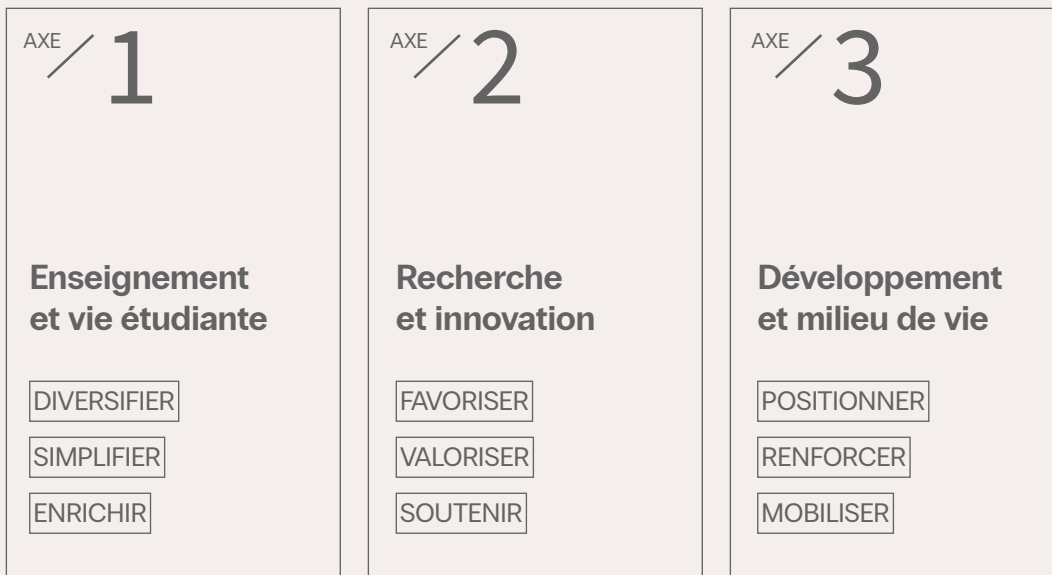 AXE / 1
Enseignement
et vie étudiante
DIVERSIFIER
SIMPLIFIER
ENRICHIR
AXE / 2
Recherche
et innovation
FAVORISER
VALORISER
SOUTENIR
AXE / 3
Développement
et milieu de vie
POSITIONNER
RENFORCER
MOBILISER